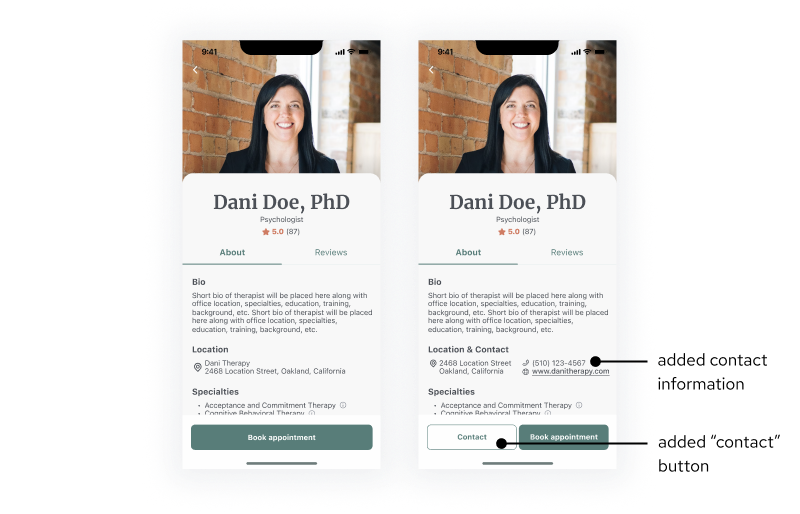 9:41
Dani Doe, PhD
Psychologist
5.0 (87)
About Reviews
Bio
Short bio of therapist will be placed here along with
office location, specialties, education, training,
background, etc. Short bio of therapist will be placed
here along with office location, specialties,
education, training, background, etc.
Location
Dani Therapy
2468 Location Street, Oakland, California
Specialties
• Acceptance and Commitment Therapy
• Cognitive Behavioral Therapy
Book appointment
9:41
Dani Doe, PhD
Psychologist
5.0 (87)
About Reviews
Bio
Short bio of therapist will be placed here along with
office location, specialties, education, training,
background, etc. Short bio of therapist will be placed
here along with office location, specialties,
education, training, background, etc.
Location & Contact
2468 Location Street (510) 123-4567
Oakland, California www.danitherapy.com
Specialties
• Acceptance and Commitment Therapy
• Cognitive Behavioral Therapy
Contact Book appointment
added contact
information
added “contact”
button